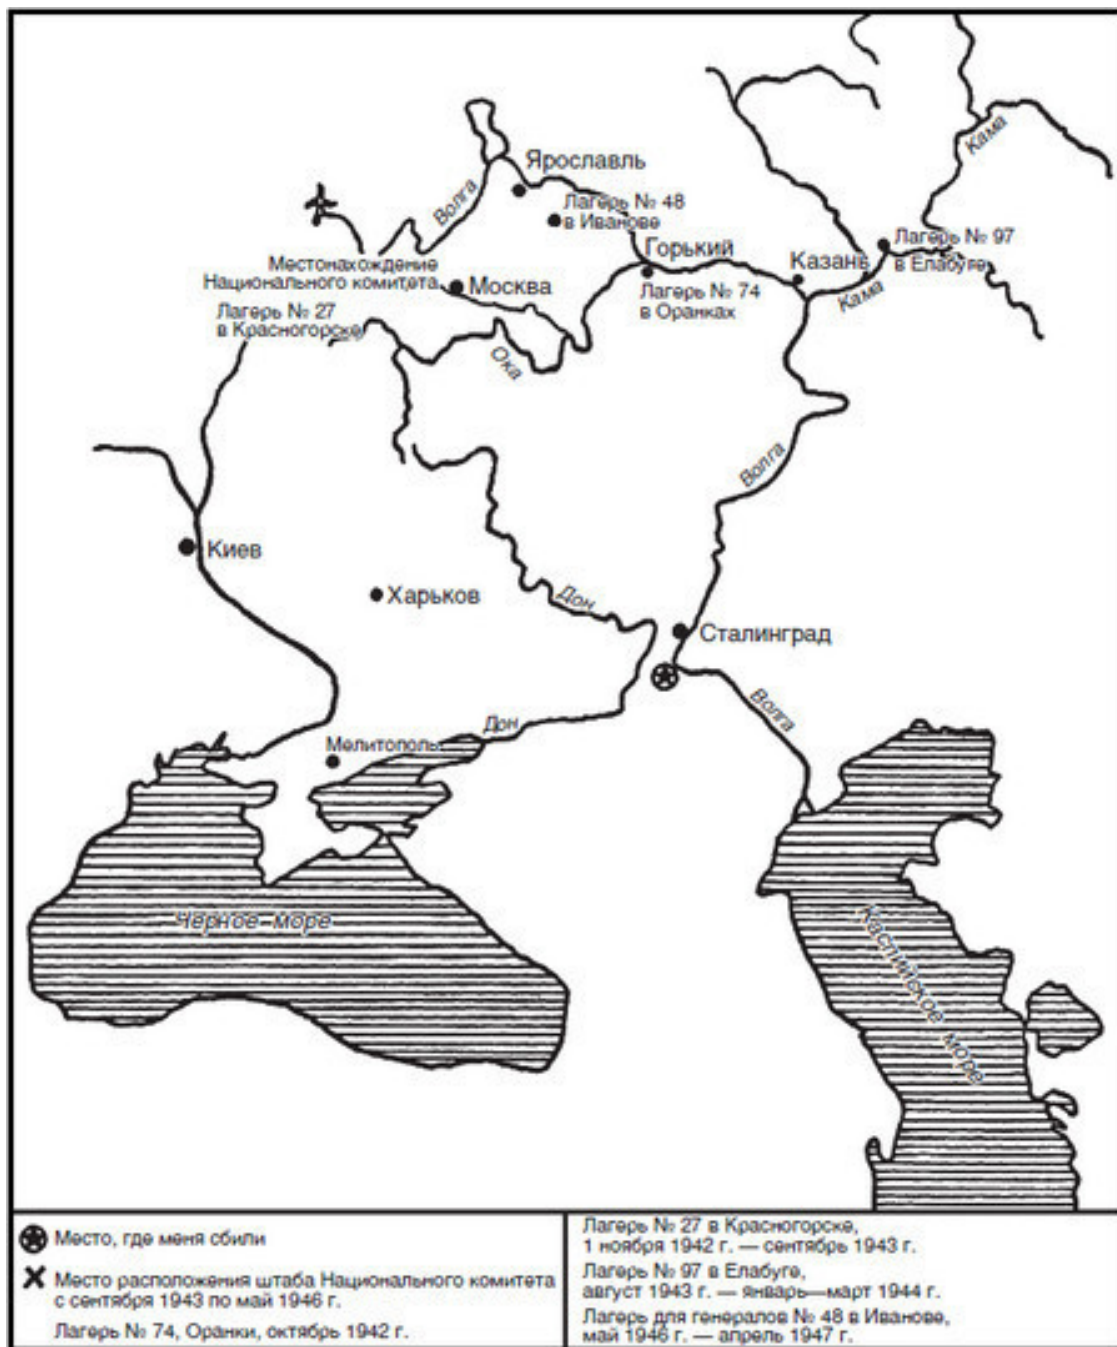 Кама
Ярославль
Волга
Лагерь № 48
в Иванове
Лагерь № 97
в Елабуге
Горький
Казань
Кама
Местонахождение
Национального комитета
Москва
Лагерь № 74
в Оранках
Лагерь № 27
в Красногорске
Ока
Волга
Киев
Харьков
Дон
Сталинград
Волга
Дон
Мелитополь
Черное море
Каспийское море
Место, где меня сбили
Место расположения штаба Национального комитета
с сентября 1943 по май 1946 г.
Лагерь № 74, Оранки, октябрь 1942 г.
Лагерь № 27 в Красногорске,
1 ноября 1942 г. — сентябрь 1943 г.
Лагерь № 97 в Елабуге,
август 1943 г. — январь—март 1944 г.
Лагерь для генералов № 48 в Иванове,
май 1946 г. — апрель 1947 г.